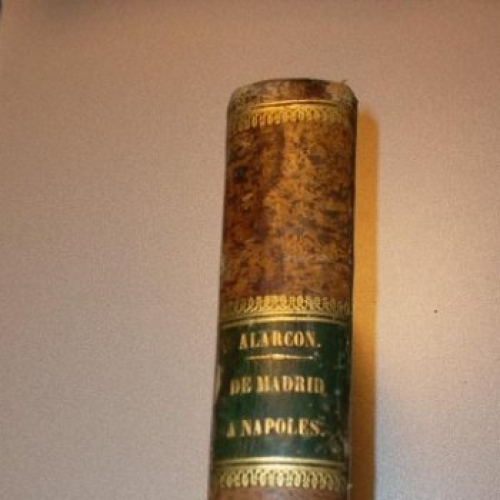 ALARCON.
DE MADRID
A NAPOLES.